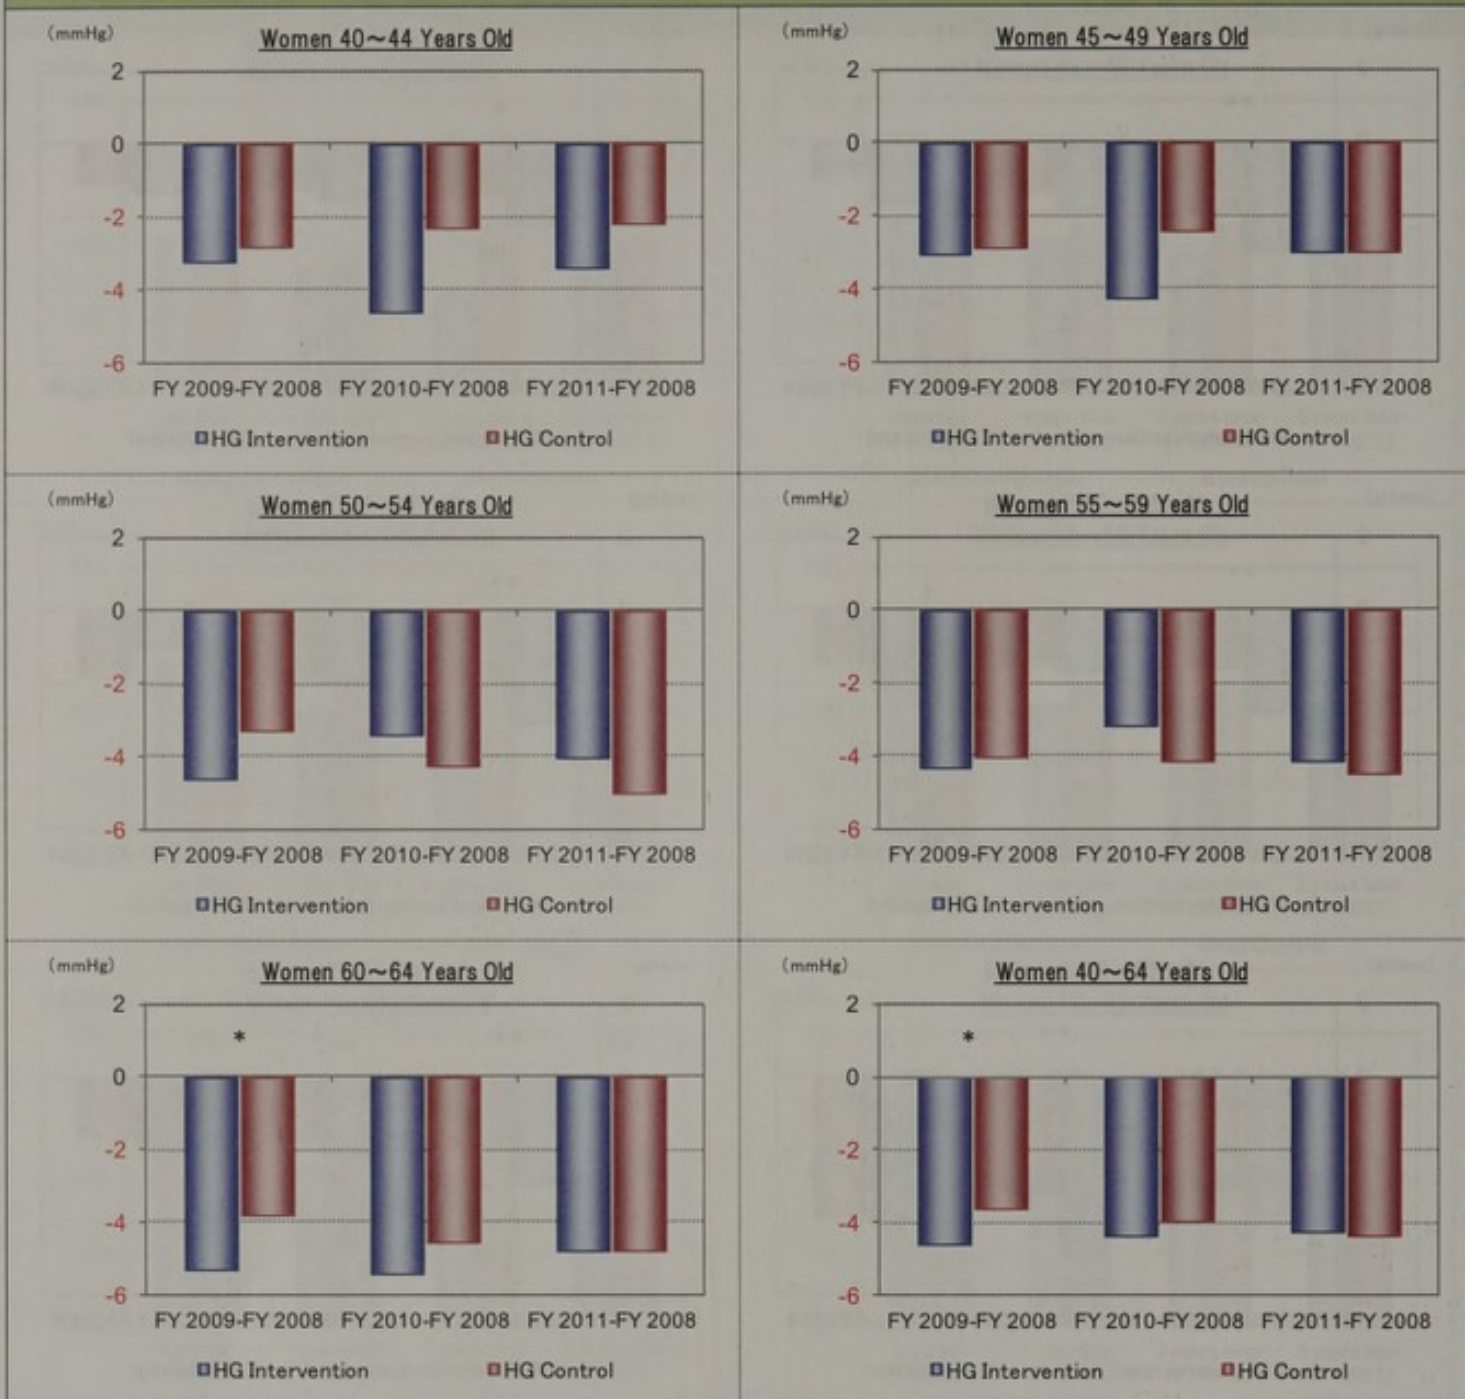 (mmHg)
Women 40～44 Years Old
2
0
-2
-4
-6
FY 2009-FY 2008 FY 2010-FY 2008 FY 2011-FY 2008
HG Intervention HG Control
(mmHg)
Women 45～49 Years Old
2
0
-2
-4
-6
FY 2009-FY 2008 FY 2010-FY 2008 FY 2011-FY 2008
HG Intervention HG Control
(mmHg)
Women 50～54 Years Old
2
0
-2
-4
-6
FY 2009-FY 2008 FY 2010-FY 2008 FY 2011-FY 2008
HG Intervention HG Control
(mmHg)
Women 55～59 Years Old
2
0
-2
-4
-6
FY 2009-FY 2008 FY 2010-FY 2008 FY 2011-FY 2008
HG Intervention HG Control
(mmHg)
Women 60～64 Years Old
2
*
0
-2
-4
-6
FY 2009-FY 2008 FY 2010-FY 2008 FY 2011-FY 2008
HG Intervention HG Control
(mmHg)
Women 40～64 Years Old
2
*
0
-2
-4
-6
FY 2009-FY 2008 FY 2010-FY 2008 FY 2011-FY 2008
HG Intervention HG Control